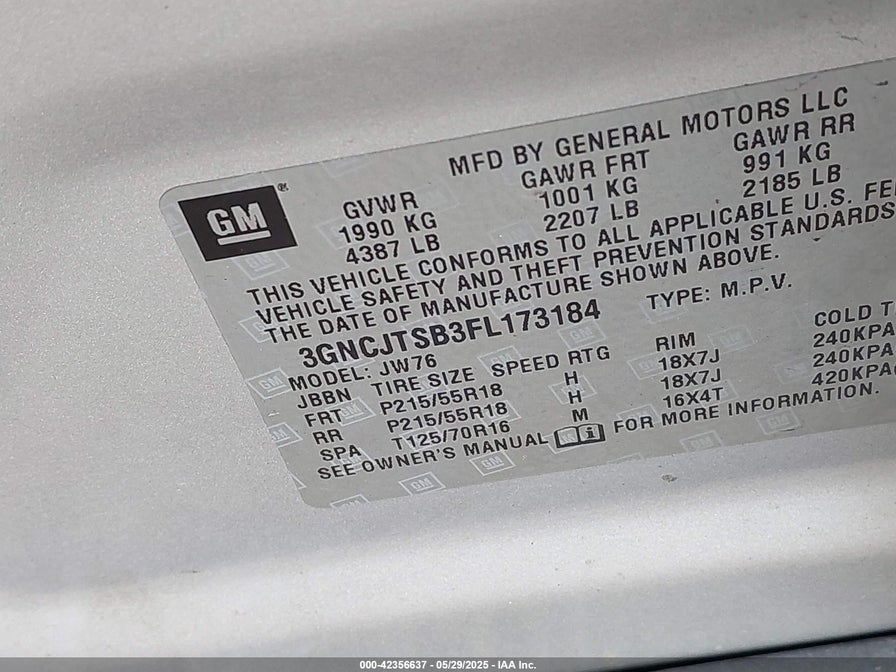 MFD BY GENERAL MOTORS LLC
GM®
GVWR GAWR FRT GAWR RR
1990 KG 1001 KG 991 KG
4387 LB 2207 LB 2185 LB
THIS VEHICLE CONFORMS TO ALL APPLICABLE U.S. FE
VEHICLE SAFETY AND THEFT PREVENTION STANDARDS
THE DATE OF MANUFACTURE SHOWN ABOVE.
3GNCJTSB3FL173184 TYPE: M.P.V.
MODEL: JW76
JBBN TIRE SIZE SPEED RTG RIM COLD T
FRT P215/55R18 H 18X7J 240KPA
RR P215/55R18 H 18X7J 240KPA
SPA T125/70R16 M 16X4T 420KPA(
SEE OWNER'S MANUAL i FOR MORE INFORMATION.
000-42356637 - 05/29/2025 - IAA Inc.